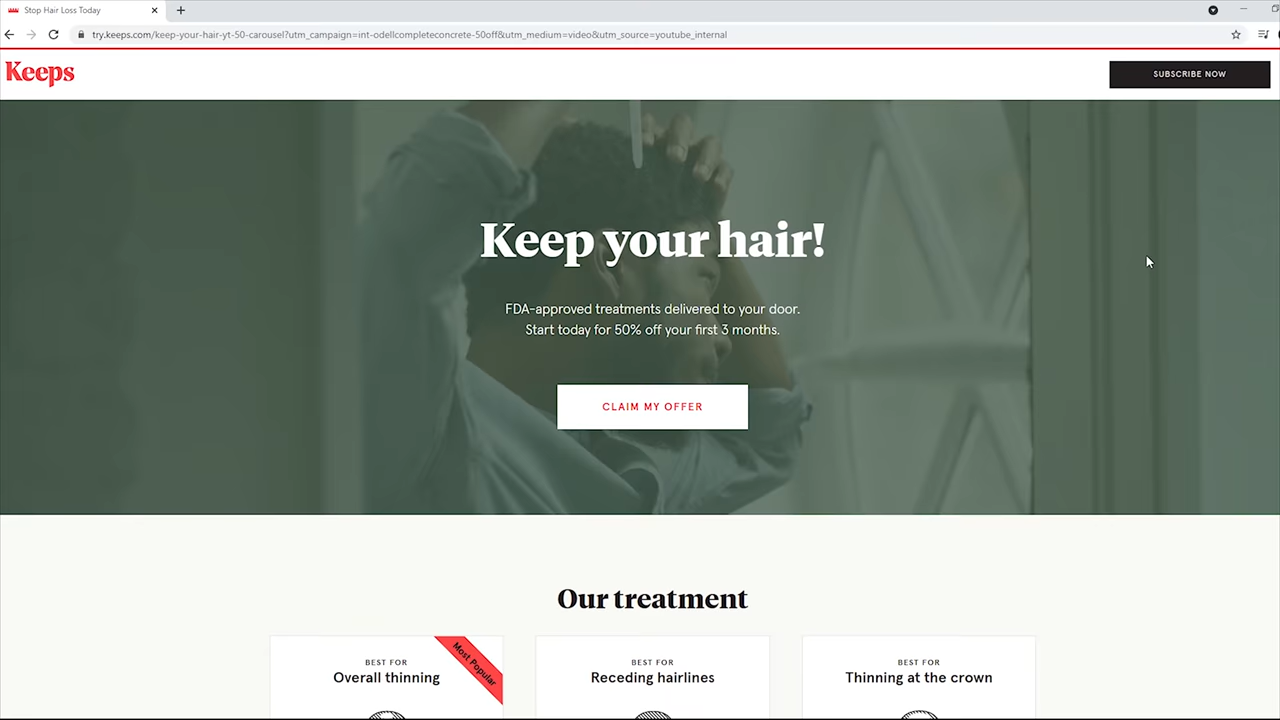 Stop Hair Loss Today
try.keeps.com/keep-your-hair-yt-50-carousel?utm_campaign=int-odellcompleteconcrete-50off&utm_medium=video&utm_source=youtube_internal
Keeps
SUBSCRIBE NOW
Keep your hair!
FDA-approved treatments delivered to your door.
Start today for 50% off your first 3 months.
CLAIM MY OFFER
Our treatment
Most Popular
BEST FOR
Overall thinning
BEST FOR
Receding hairlines
BEST FOR
Thinning at the crown